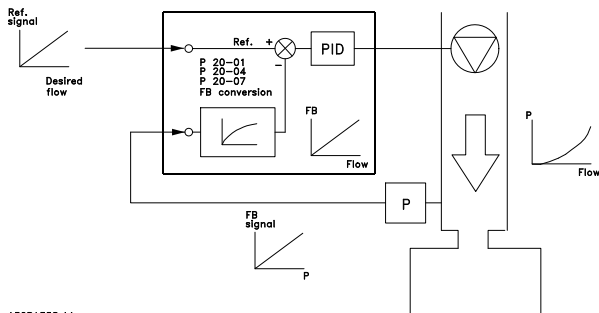 Ref.
signal
Desired
flow
Ref.
+
−
PID
P 20-01
P 20-04
P 20-07
FB conversion
FB
Flow
P
Flow
P
FB
signal
P